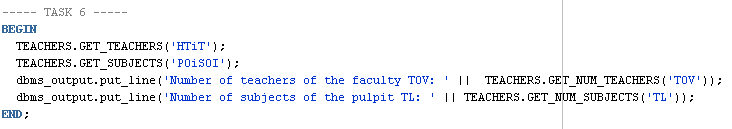 ----- TASK 6 -----
BEGIN
TEACHERS.GET_TEACHERS('HTiT');
TEACHERS.GET_SUBJECTS('POiSOI');
dbms_output.put_line('Number of teachers of the faculty TOV: ' ||  TEACHERS.GET_NUM_TEACHERS('TOV'));
dbms_output.put_line('Number of subjects of the pulpit TL: ' || TEACHERS.GET_NUM_SUBJECTS('TL'));
END;